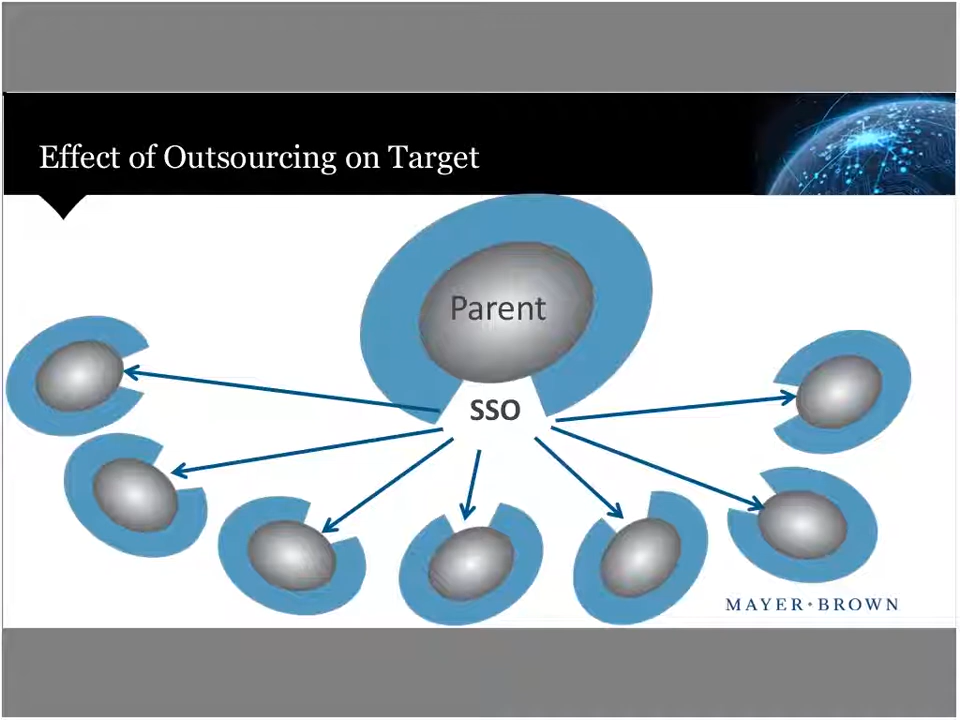 Effect of Outsourcing on Target
Parent
SSO
MAYER•BROWN